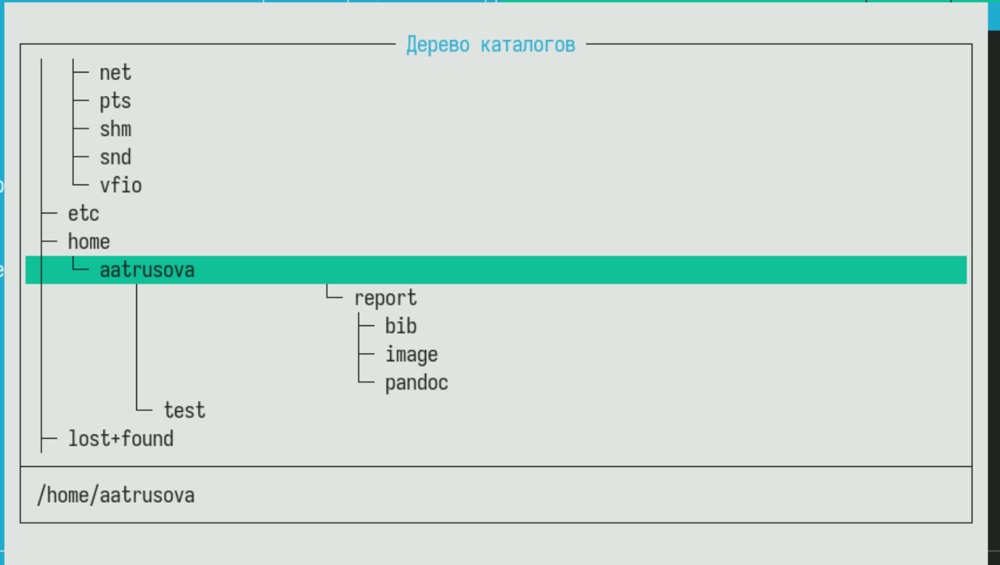 Дерево каталогов
net
pts
shm
snd
vfio
etc
home
aatrusova
report
bib
image
pandoc
test
lost+found
/home/aatrusova